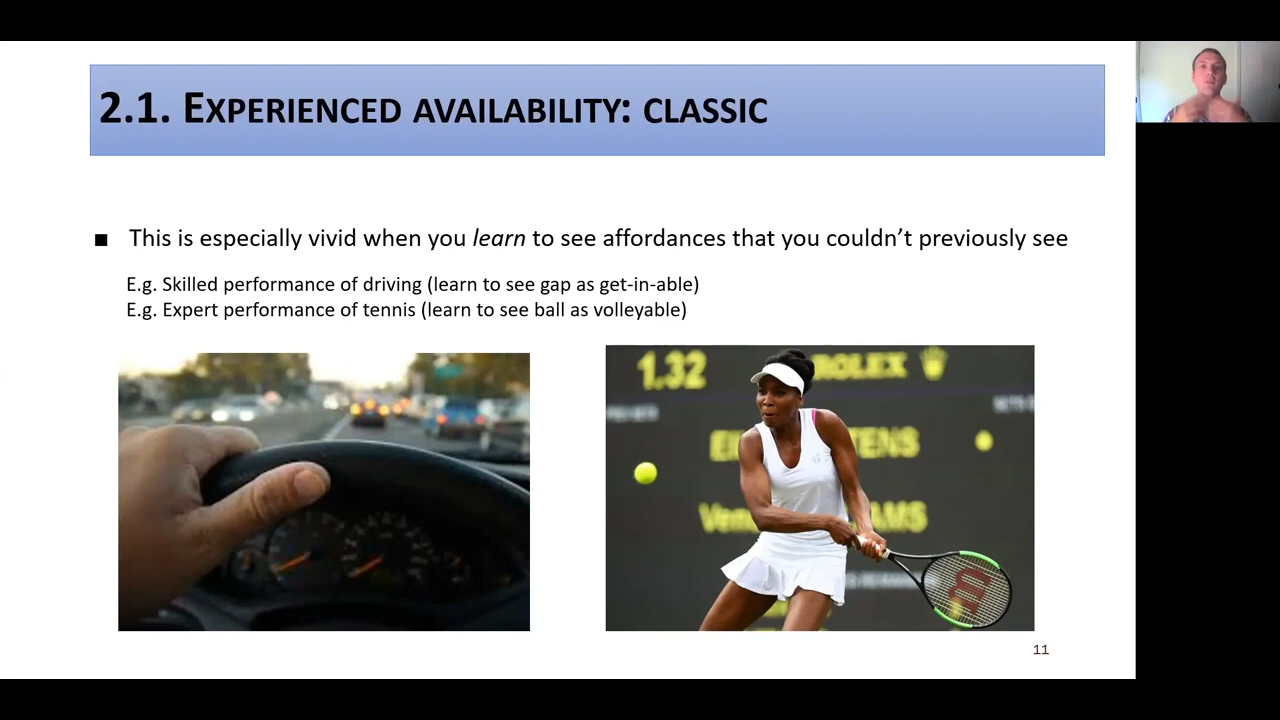 2.1. EXPERIENCED AVAILABILITY: CLASSIC
■ This is especially vivid when you learn to see affordances that you couldn't previously see
E.g. Skilled performance of driving (learn to see gap as get-in-able)
E.g. Expert performance of tennis (learn to see ball as volleyable)
1.32
ROLEX
TENS
AMS
W
11